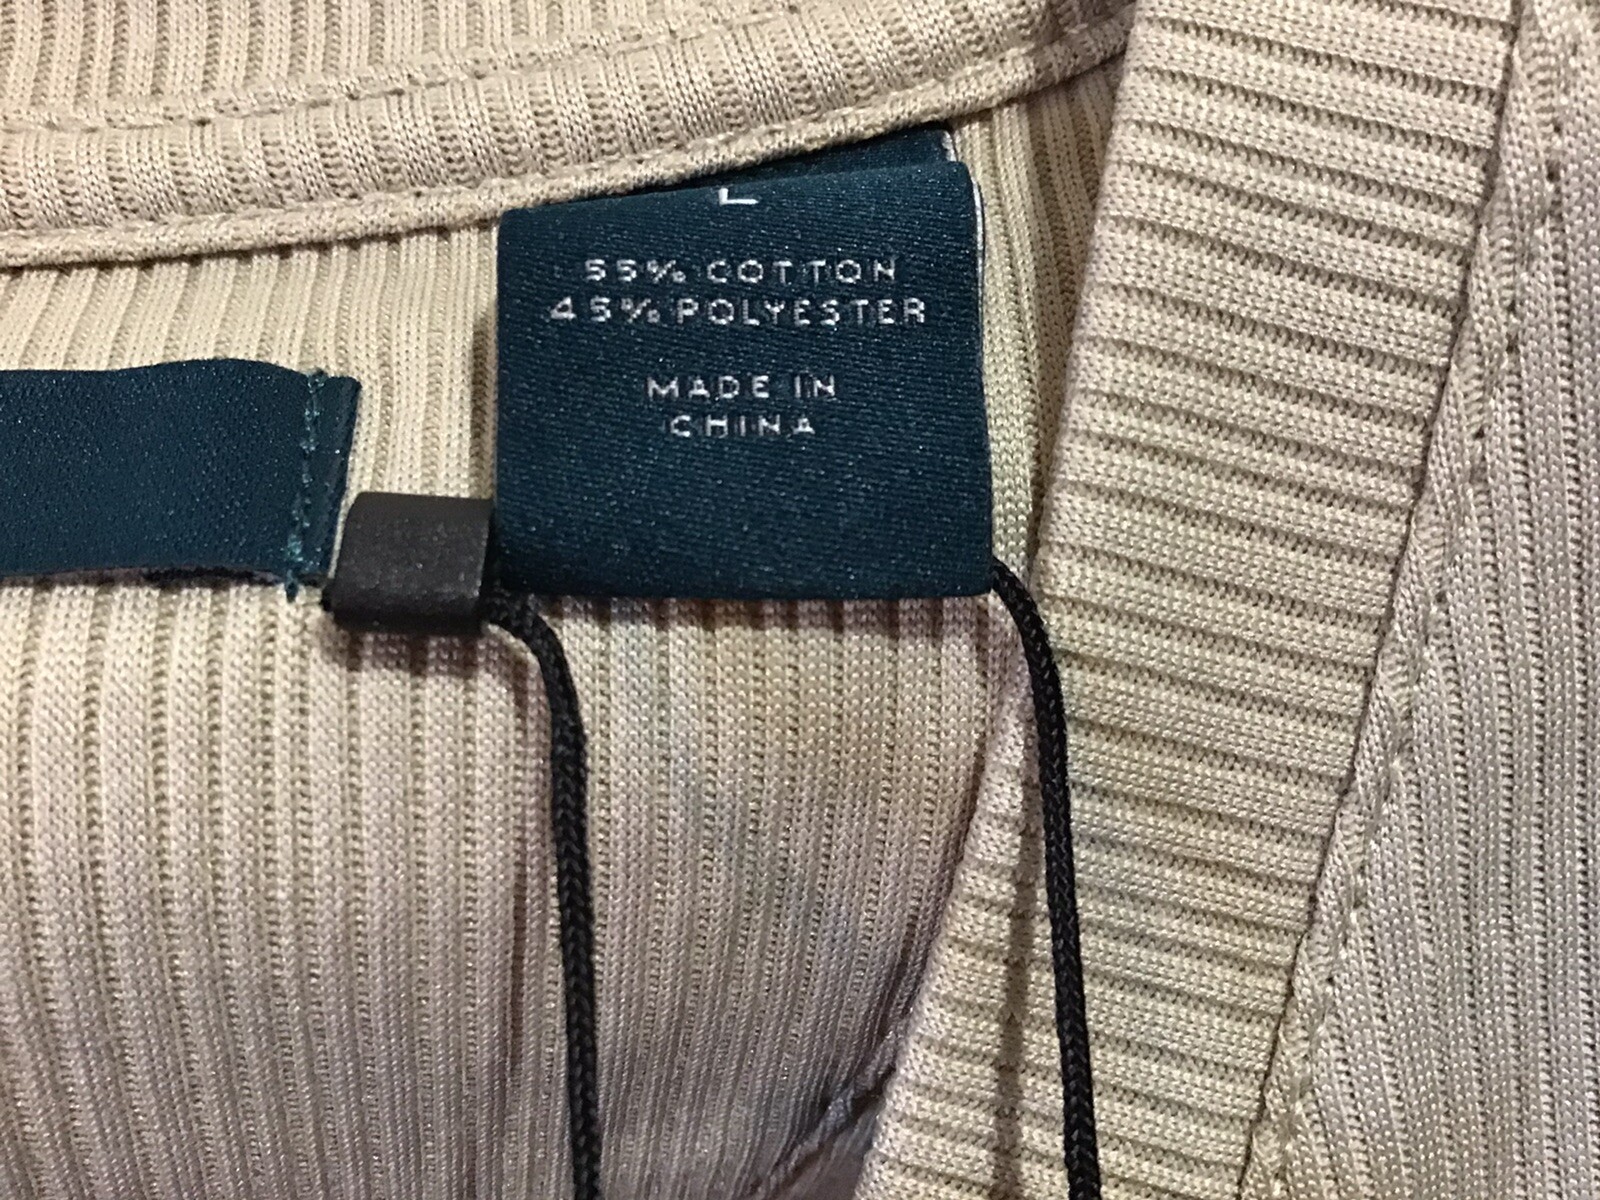 L
55% COTTON
45% POLYESTER
MADE IN
CHINA